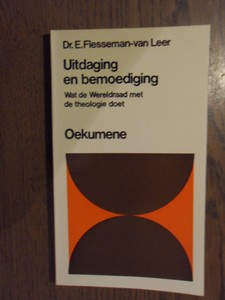 Dr. E. Flesseman-van Leer
Uitdaging
en bemoediging
Wat de Wereldraad met
de theologie doet
Oekumene